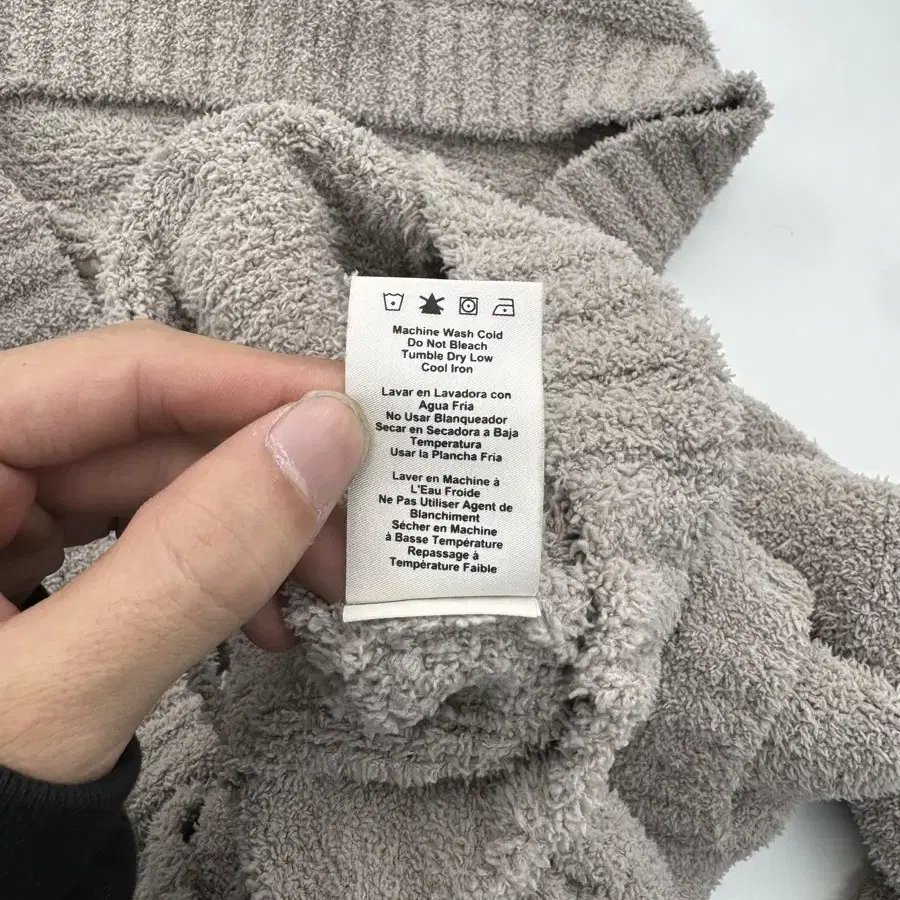 Machine Wash Cold
Do Not Bleach
Tumble Dry Low
Cool Iron
Lavar en Lavadora con
Agua Fría
No Usar Blanqueador
Secar en Secadora a Baja
Temperatura
Usar la Plancha Fría
Laver en Machine à
L'Eau Froide
Ne Pas Utiliser Agent de
Blanchiment
Sécher en Machine
à Basse Température
Repassage à
Température Faible